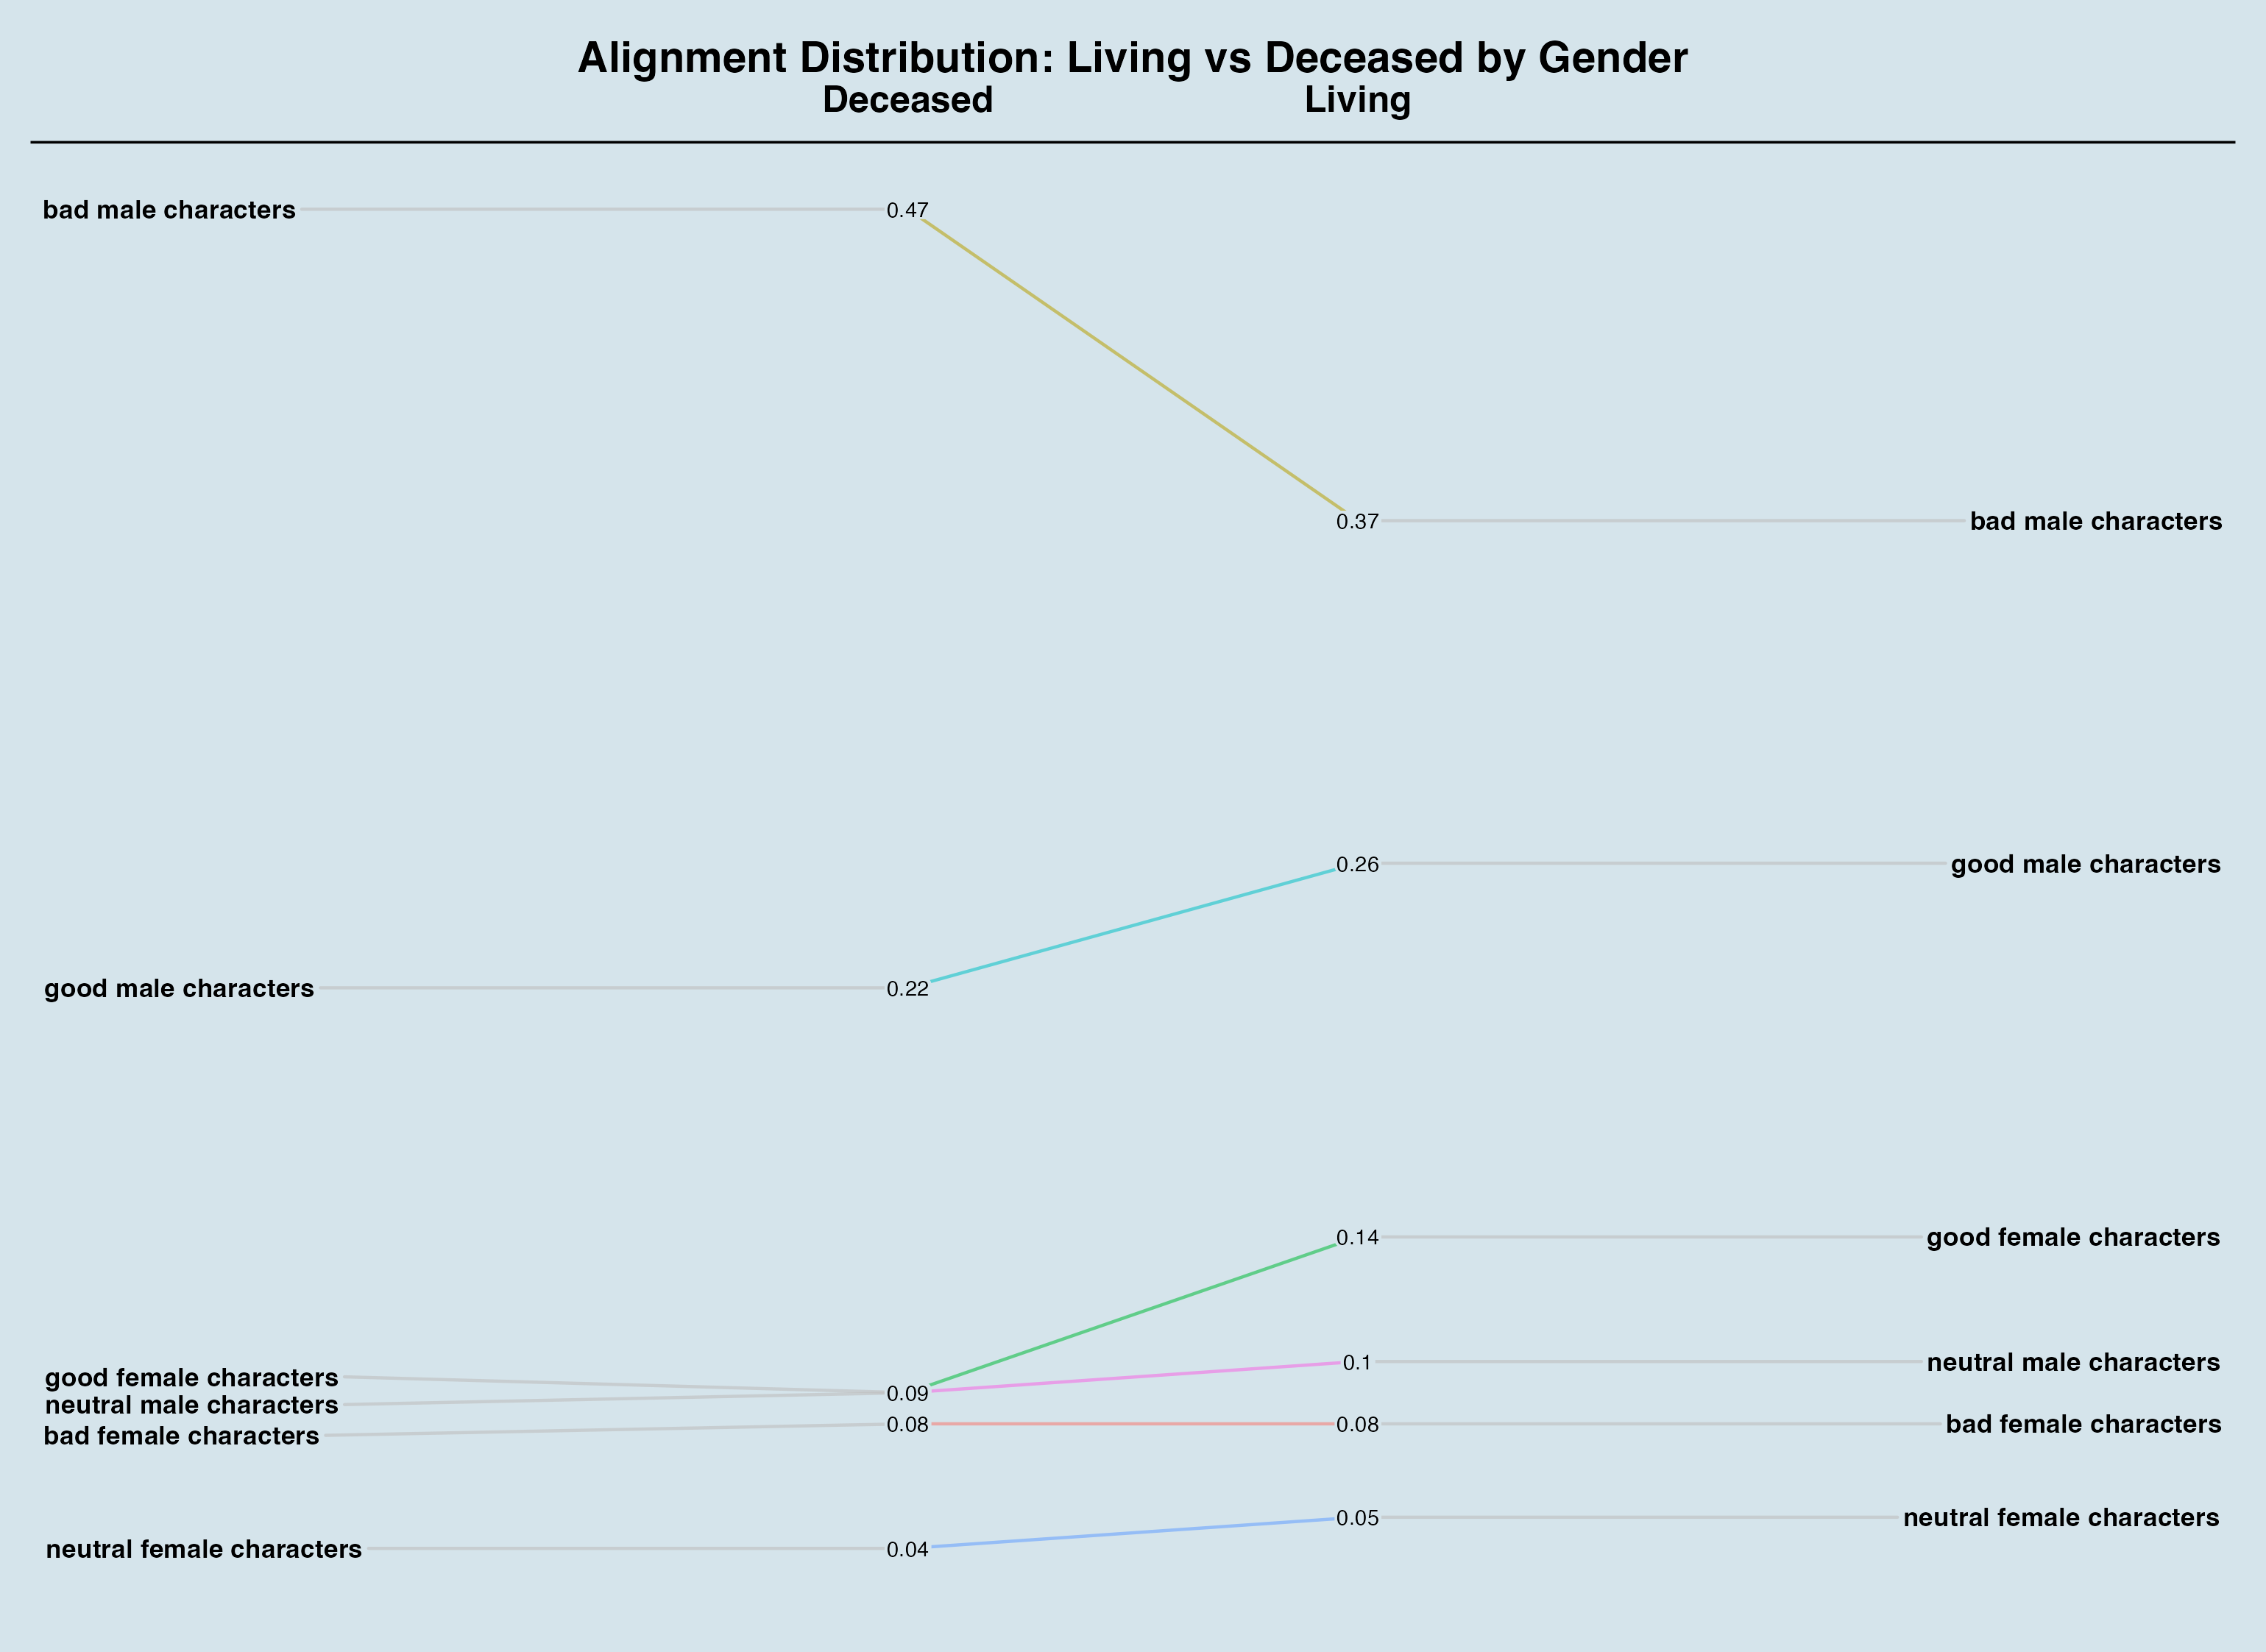 Alignment Distribution: Living vs Deceased by Gender
Deceased Living
bad male characters 0.47
0.37 bad male characters
0.26 good male characters
good male characters 0.22
0.14 good female characters
0.1 neutral male characters
good female characters
0.09
neutral male characters
0.08 0.08 bad female characters
bad female characters
0.05 neutral female characters
neutral female characters 0.04